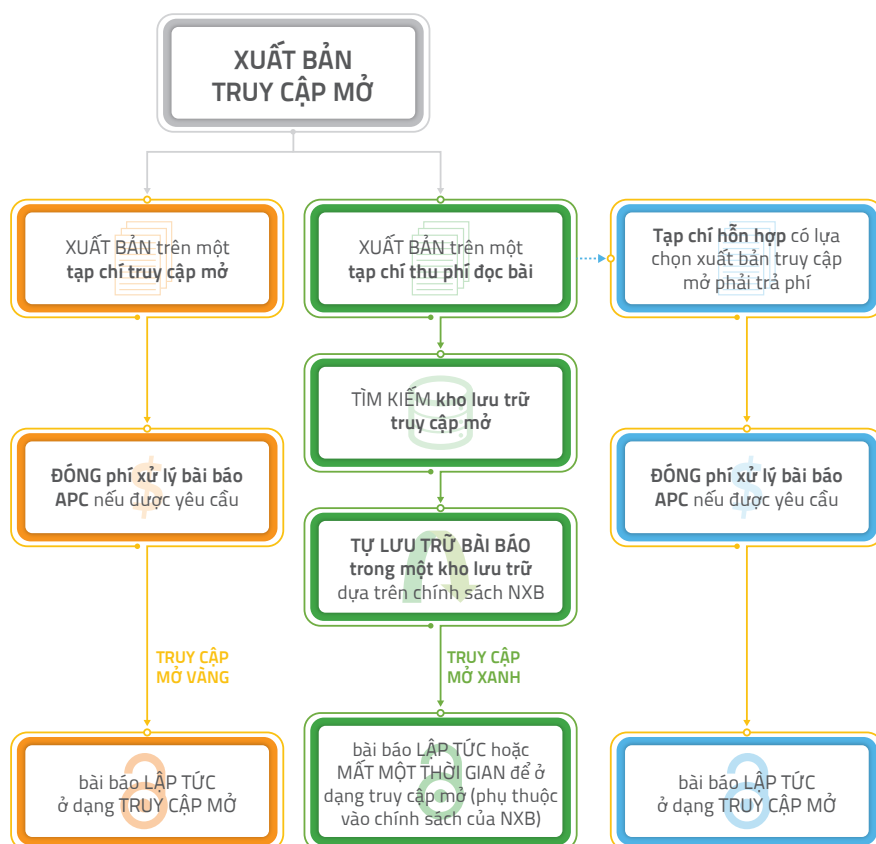 XUẤT BẢN
TRUY CẬP MỞ
XUẤT BẢN trên một
tạp chí truy cập mở
XUẤT BẢN trên một
tạp chí thu phí đọc bài
Tạp chí hỗn hợp có lựa
chọn xuất bản truy cập
mở phải trả phí
TÌM KIẾM kho lưu trữ
truy cập mở
ĐÓNG phí xử lý bài báo
APC nếu được yêu cầu
ĐÓNG phí xử lý bài báo
APC nếu được yêu cầu
TỰ LƯU TRỮ BÀI BÁO
trong một kho lưu trữ
dựa trên chính sách NXB
TRUY CẬP
MỞ VÀNG
TRUY CẬP
MỞ XANH
bài báo LẬP TỨC
ở dạng TRUY CẬP MỞ
bài báo LẬP TỨC hoặc
MẤT MỘT THỜI GIAN để ở
dạng truy cập mở (phụ thuộc
vào chính sách của NXB)
bài báo LẬP TỨC
ở dạng TRUY CẬP MỞ